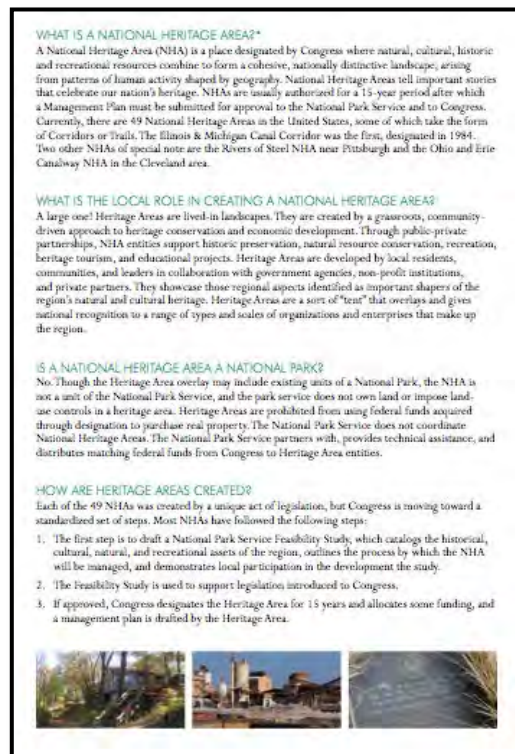 WHAT IS A NATIONAL HERITAGE AREA?*
A National Heritage Area (NHA) is a place designated by Congress where natural, cultural, historic
and recreational resources combine to form a cohesive, nationally distinctive landscape, arising
from patterns of human activity shaped by geography. National Heritage Areas tell important stories
that celebrate our nation's heritage. NHAs are usually authorized for a 15-year period after which
a Management Plan must be submitted for approval to the National Park Service and to Congress.
Currently, there are 49 National Heritage Areas in the United States, some of which take the form
of Corridors or Trails. The Illinois & Michigan Canal Corridor was the first, designated in 1984.
Two other NHAs of special note are the Rivers of Steel NHA near Pittsburgh and the Ohio and Erie
Canalway NHA in the Cleveland area.
WHAT IS THE LOCAL ROLE IN CREATING A NATIONAL HERITAGE AREA?
A large one! Heritage Areas are lived-in landscapes. They are created by a grassroots, community-
driven approach to heritage conservation and economic development. Through public-private
partnerships, NHA entities support historic preservation, natural resource conservation, recreation,
heritage tourism, and educational projects. Heritage Areas are developed by local residents,
communities, and leaders in collaboration with government agencies, non-profit institutions,
and private partners. They showcase those regional aspects identified as important shapers of the
region's natural and cultural heritage. Heritage Areas are a sort of "tent" that overlays and gives
national recognition to a range of types and scales of organizations and enterprises that make up
the region.
IS A NATIONAL HERITAGE AREA A NATIONAL PARK?
No. Though the Heritage Area overlay may include existing units of a National Park, the NHA is
not a unit of the National Park Service, and the park service does not own land or impose land-
use controls in a heritage area. Heritage Areas are prohibited from using federal funds acquired
through designation to purchase real property. The National Park Service does not coordinate
National Heritage Areas. The National Park Service partners with, provides technical assistance, and
distributes matching federal funds from Congress to Heritage Area entities.
HOW ARE HERITAGE AREAS CREATED?
Each of the 49 NHAs was created by a unique act of legislation, but Congress is moving toward a
standardized set of steps. Most NHAs have followed the following steps:
1. The first step is to draft a National Park Service Feasibility Study, which catalogs the historical,
cultural, natural, and recreational assets of the region, outlines the process by which the NHA
will be managed, and demonstrates local participation in the development the study.
2. The Feasibility Study is used to support legislation introduced to Congress.
3. If approved, Congress designates the Heritage Area for 15 years and allocates some funding, and
a management plan is drafted by the Heritage Area.